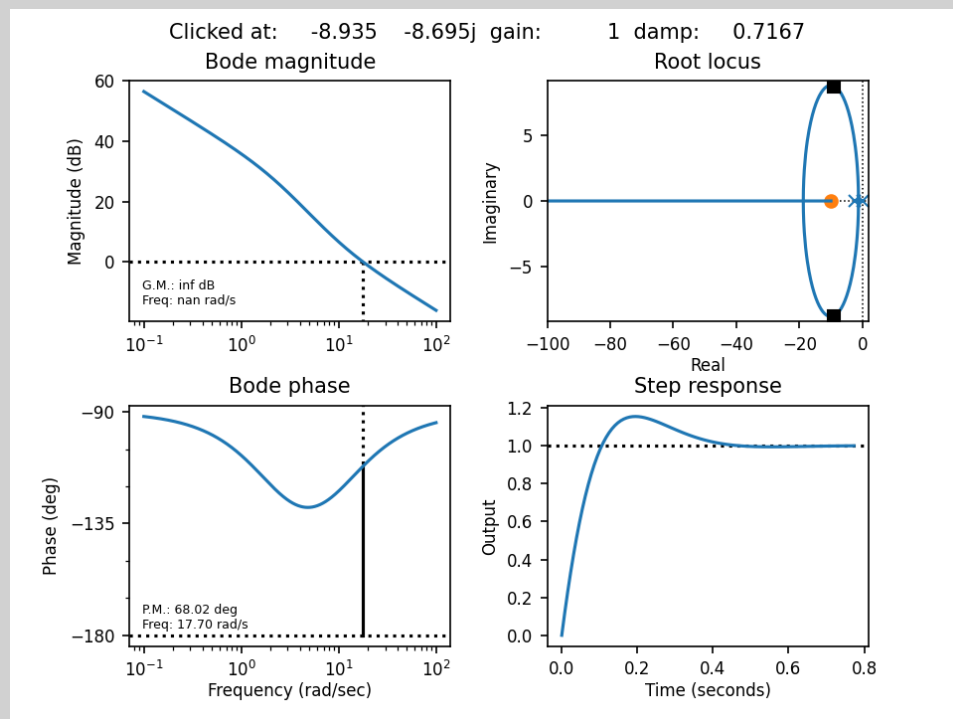 Clicked at: -8.935 -8.695j gain: 1 damp: 0.7167
Bode magnitude
60
40
20
0
Magnitude (dB)
G.M.: inf dB
Freq: nan rad/s
10⁻¹ 10⁰ 10¹ 10²
Root locus
5
0
−5
Imaginary
−100 −80 −60 −40 −20 0
Real
Bode phase
−90
−135
−180
Phase (deg)
P.M.: 68.02 deg
Freq: 17.70 rad/s
10⁻¹ 10⁰ 10¹ 10²
Frequency (rad/sec)
Step response
1.2
1.0
0.8
0.6
0.4
0.2
0.0
Output
0.0 0.2 0.4 0.6 0.8
Time (seconds)